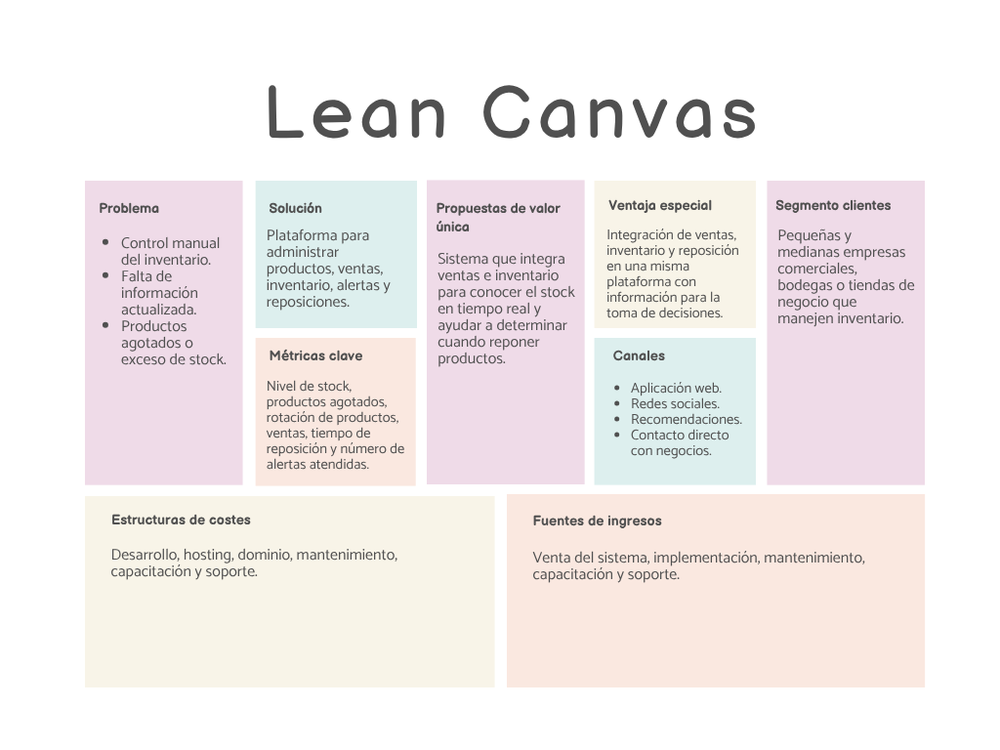 Lean Canvas
Problema
• Control manual
del inventario.
• Falta de
información
actualizada.
• Productos
agotados o
exceso de stock.
Solución
Plataforma para
administrar
productos, ventas,
inventario, alertas y
reposiciones.
Métricas clave
Nivel de stock,
productos agotados,
rotación de productos,
ventas, tiempo de
reposición y número de
alertas atendidas.
Propuestas de valor
única
Sistema que integra
ventas e inventario
para conocer el stock
en tiempo real y
ayudar a determinar
cuando reponer
productos.
Ventaja especial
Integración de ventas,
inventario y reposición
en una misma
plataforma con
información para la
toma de decisiones.
Canales
• Aplicación web.
• Redes sociales.
• Recomendaciones.
• Contacto directo
con negocios.
Segmento clientes
Pequeñas y
medianas empresas
comerciales,
bodegas o tiendas de
negocio que
manejen inventario.
Estructuras de costes
Desarrollo, hosting, dominio, mantenimiento,
capacitación y soporte.
Fuentes de ingresos
Venta del sistema, implementación, mantenimiento,
capacitación y soporte.